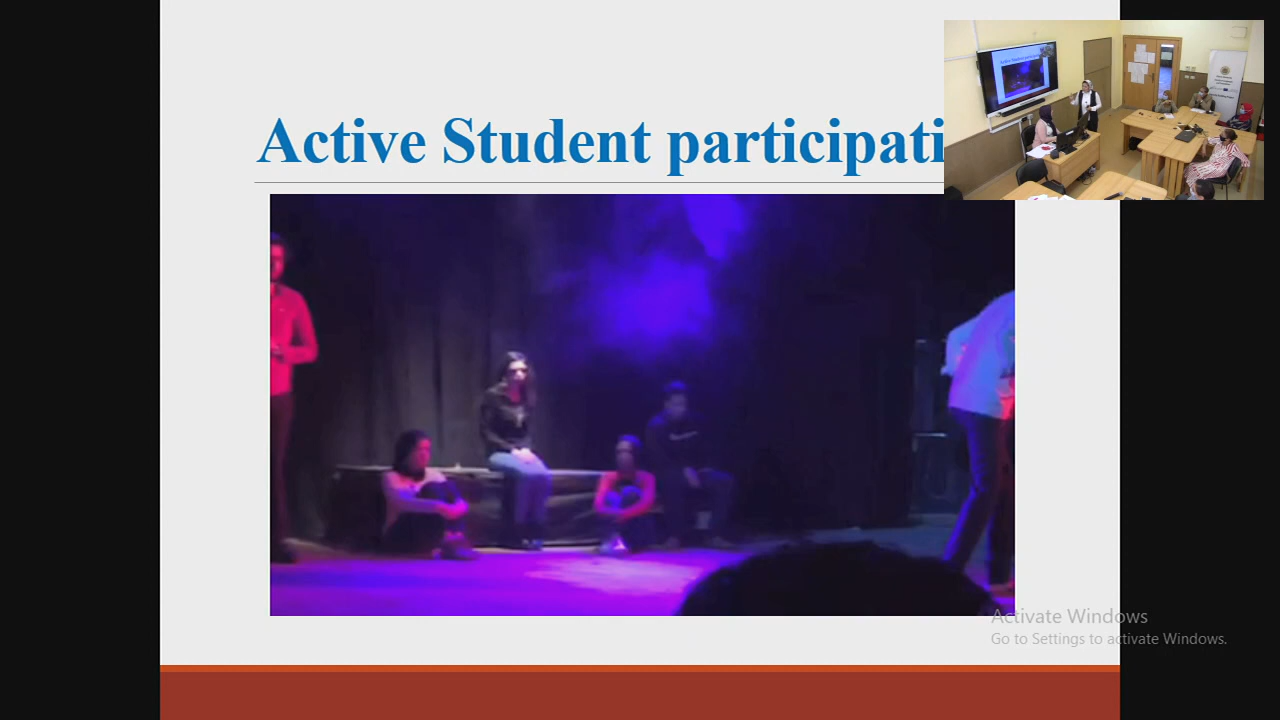 Active Student participati
Activate Windows
Go to Settings to activate Windows.